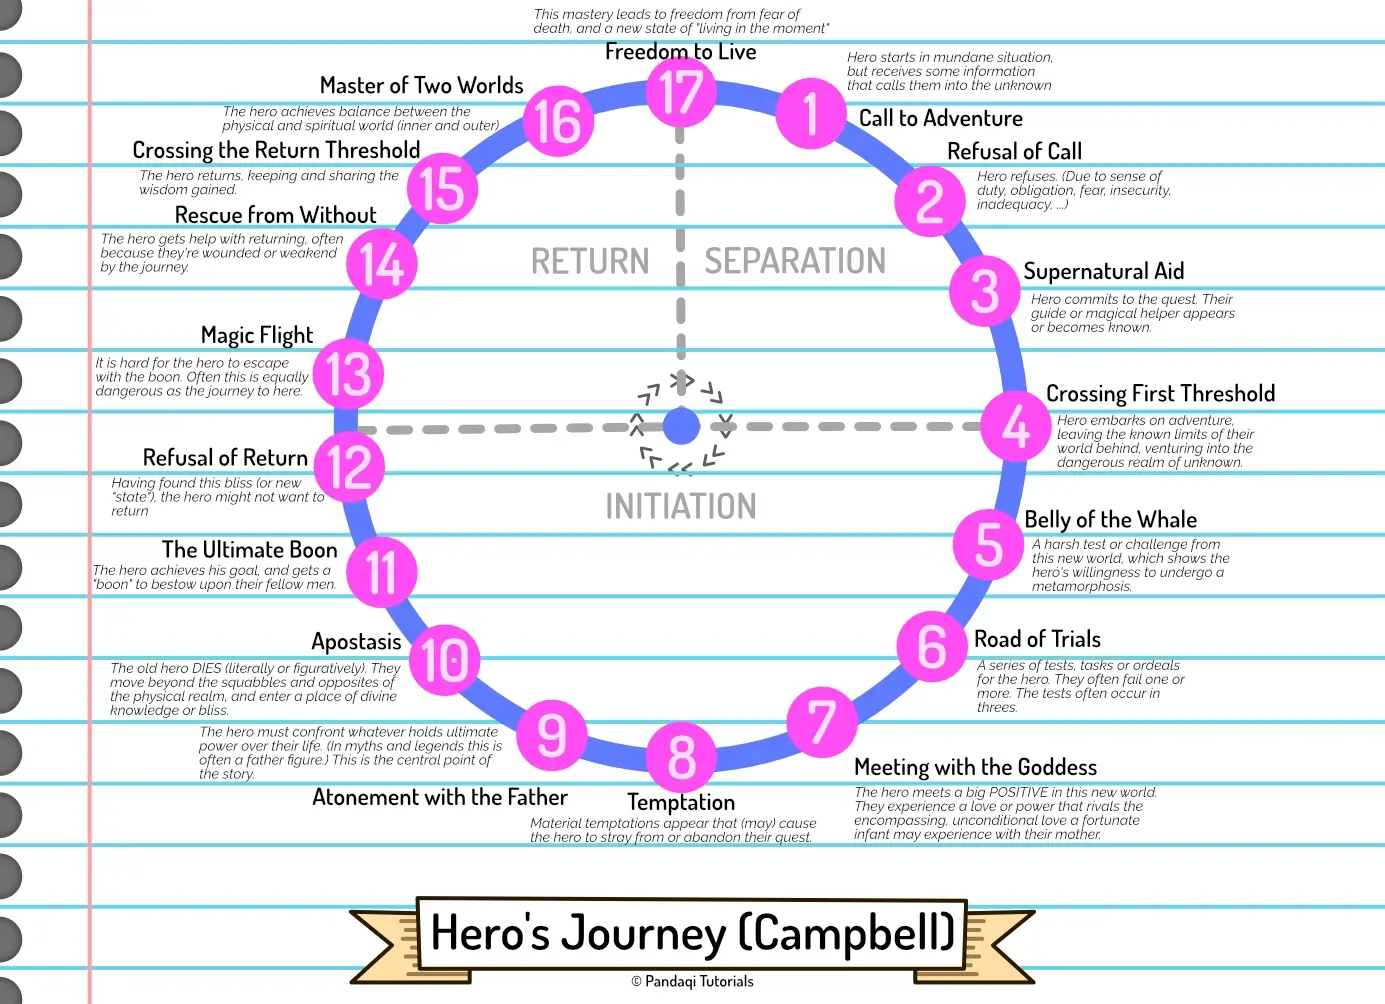 This mastery leads to freedom from fear of
death, and a new state of "living in the moment"
Freedom to Live
17
Hero starts in mundane situation,
but receives some information
that calls them into the unknown
1
Call to Adventure
Refusal of Call
2
Hero refuses. (Due to sense of
duty, obligation, fear, insecurity,
inadequacy, ...)
3
Supernatural Aid
Hero commits to the quest. Their
guide or magical helper appears
or becomes known.
4
Crossing First Threshold
Hero embarks on adventure,
leaving the known limits of their
world behind, venturing into the
dangerous realm of unknown.
5
Belly of the Whale
A harsh test or challenge from
this new world, which shows the
hero's willingness to undergo a
metamorphosis.
6
Road of Trials
A series of tests, tasks or ordeals
for the hero. They often fail one or
more. The tests often occur in
threes.
7
Meeting with the Goddess
The hero meets a big POSITIVE in this new world.
They experience a love or power that rivals the
encompassing, unconditional love a fortunate
infant may experience with their mother.
8
Temptation
Material temptations appear that (may) cause
the hero to stray from or abandon their quest.
9
The hero must confront whatever holds ultimate
power over their life. (In myths and legends this is
often a father figure.) This is the central point of
the story.
Atonement with the Father
10
Apostasis
The old hero DIES (literally or figuratively). They
move beyond the squabbles and opposites of
the physical realm, and enter a place of divine
knowledge or bliss.
11
The Ultimate Boon
The hero achieves his goal, and gets a
"boon" to bestow upon their fellow men.
12
Refusal of Return
Having found this bliss (or new
"state"), the hero might not want to
return
13
Magic Flight
It is hard for the hero to escape
with the boon. Often this is equally
dangerous as the journey to here.
14
Rescue from Without
The hero gets help with returning, often
because they're wounded or weakend
by the journey.
15
Crossing the Return Threshold
The hero returns, keeping and sharing the
wisdom gained.
16
Master of Two Worlds
The hero achieves balance between the
physical and spiritual world (inner and outer)
RETURN
SEPARATION
INITIATION
Hero's Journey (Campbell)
© Pandaqi Tutorials